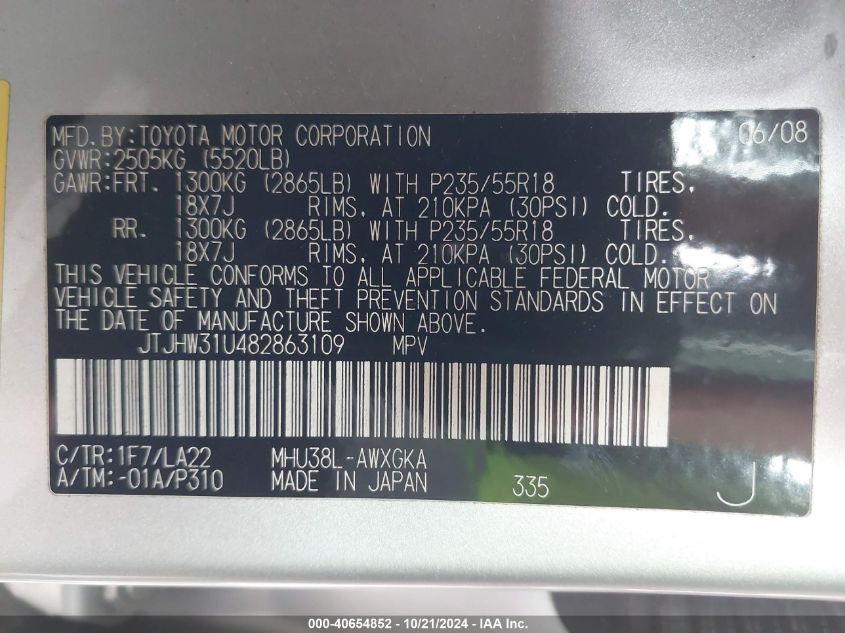 MFD.BY:TOYOTA MOTOR CORPORATION 06/08
GVWR:2505KG (5520LB)
GAWR:FRT. 1300KG (2865LB) WITH P235/55R18 TIRES,
18X7J RIMS, AT 210KPA (30PSI) COLD.
RR. 1300KG (2865LB) WITH P235/55R18 TIRES,
18X7J RIMS, AT 210KPA (30PSI) COLD.
THIS VEHICLE CONFORMS TO ALL APPLICABLE FEDERAL MOTOR
VEHICLE SAFETY AND THEFT PREVENTION STANDARDS IN EFFECT ON
THE DATE OF MANUFACTURE SHOWN ABOVE.
JTJHW31U482863109 MPV
C/TR:1F7/LA22 MHU38L-AWXGKA
A/TM:-01A/P310 MADE IN JAPAN 335 J
000-40654852 - 10/21/2024 - IAA Inc.